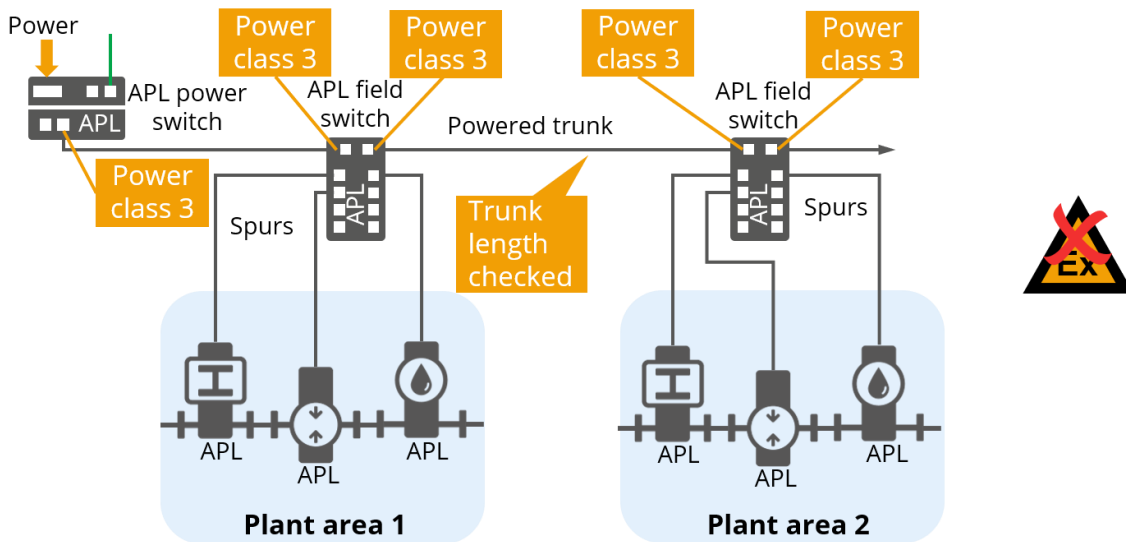 Power
APL power
switch
APL
Power
class 3
Power
class 3
APL field
switch
Power
class 3
APL
Powered trunk
Trunk
length
checked
Power
class 3
APL field
switch
Power
class 3
APL
Spurs
Spurs
Ex
APL
APL
APL
Plant area 1
APL
APL
APL
Plant area 2